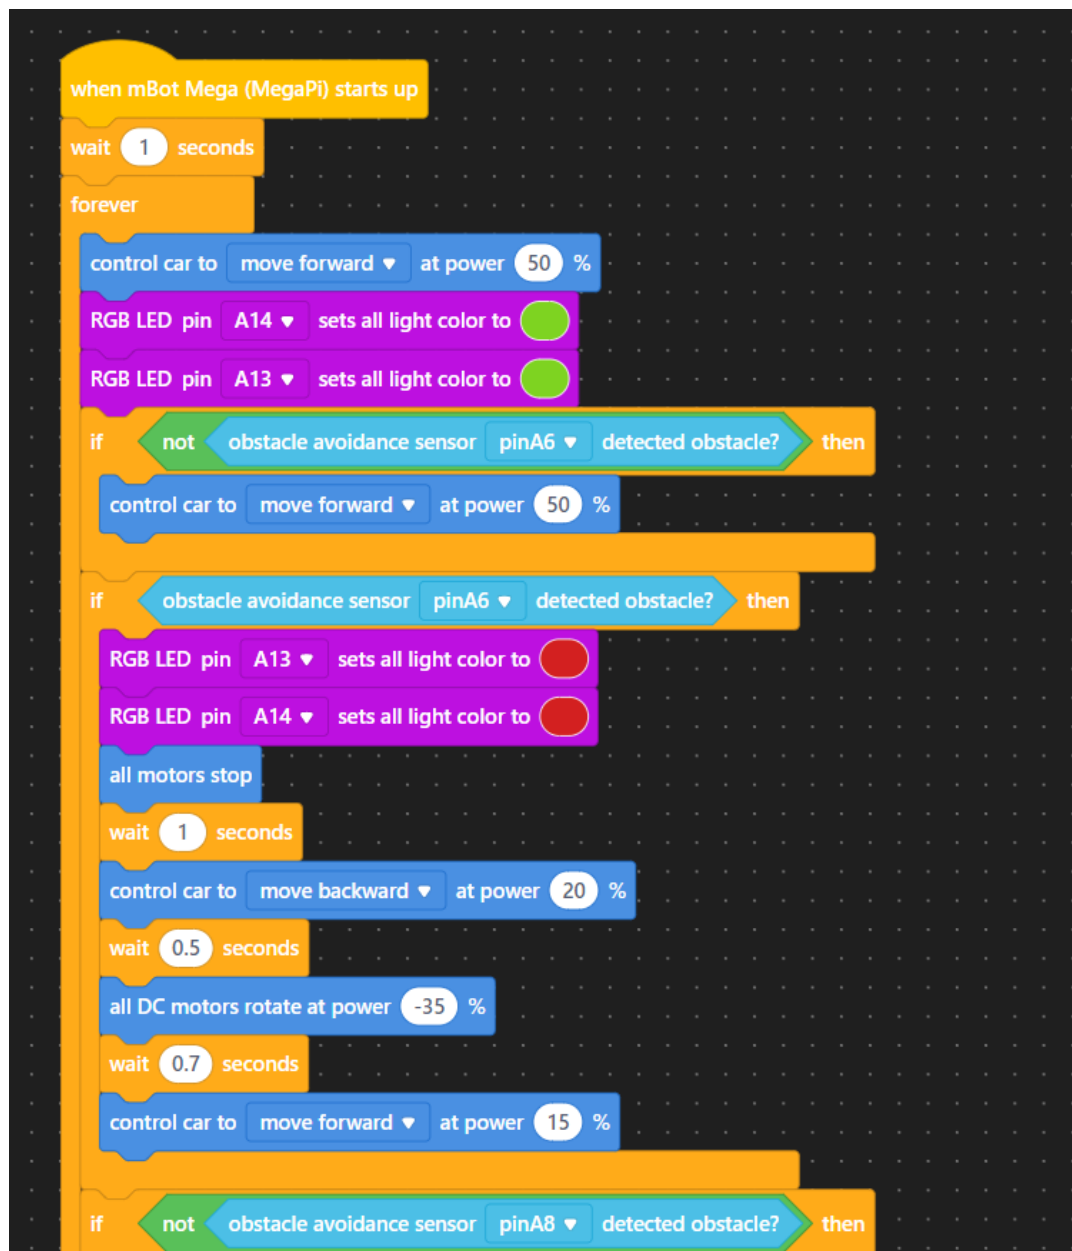 when mBot Mega (MegaPi) starts up
wait 1 seconds
forever
control car to move forward at power 50 %
RGB LED pin A14 sets all light color to
RGB LED pin A13 sets all light color to
if not obstacle avoidance sensor pinA6 detected obstacle? then
control car to move forward at power 50 %
if obstacle avoidance sensor pinA6 detected obstacle? then
RGB LED pin A13 sets all light color to
RGB LED pin A14 sets all light color to
all motors stop
wait 1 seconds
control car to move backward at power 20 %
wait 0.5 seconds
all DC motors rotate at power -35 %
wait 0.7 seconds
control car to move forward at power 15 %
if not obstacle avoidance sensor pinA8 detected obstacle? then